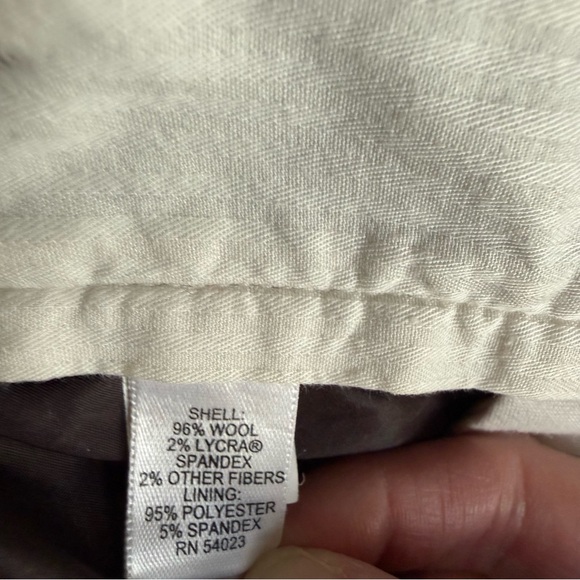 SHELL:
96% WOOL
2% LYCRA®
SPANDEX
2% OTHER FIBERS
LINING:
95% POLYESTER
5% SPANDEX
RN 54023